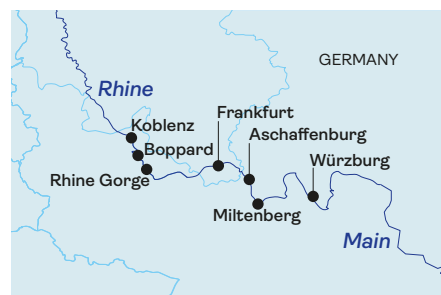 GERMANY
Rhine
Frankfurt
Koblenz
Aschaffenburg
Boppard
Würzburg
Rhine Gorge
Miltenberg
Main